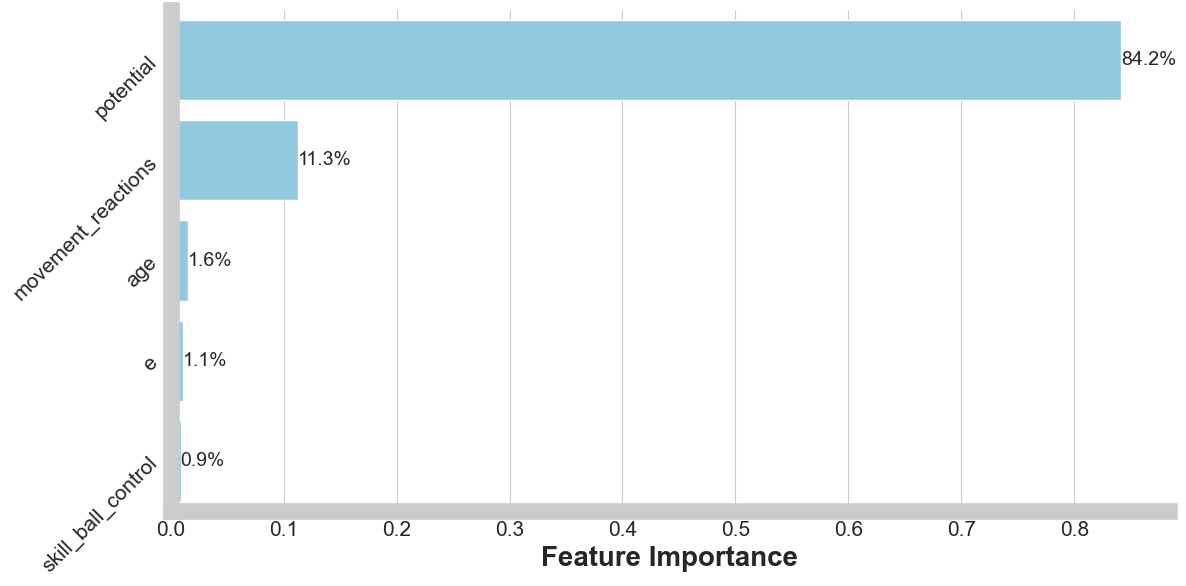 potential
84.2%
movement_reactions
11.3%
age
1.6%
e
1.1%
skill_ball_control
0.9%
0.0 0.1 0.2 0.3 0.4 0.5 0.6 0.7 0.8
Feature Importance